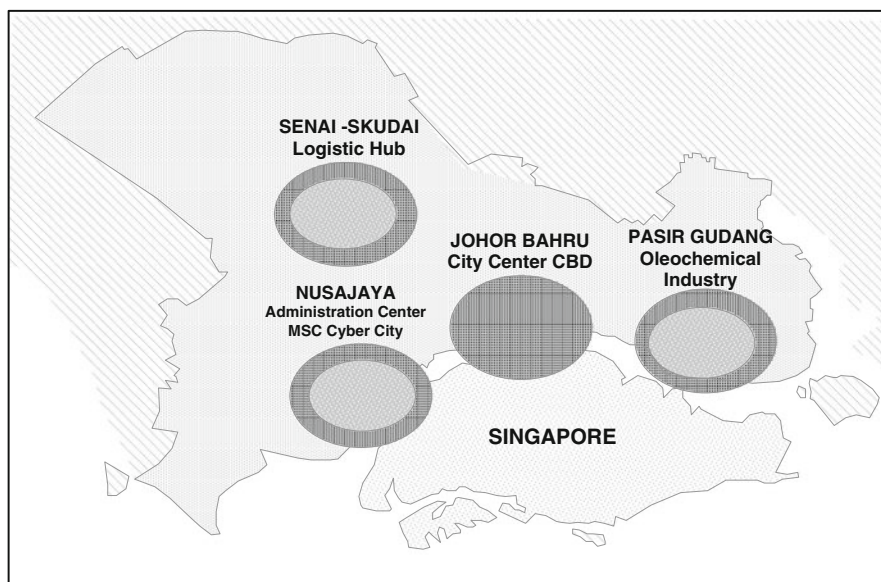 SENAI -SKUDAI
Logistic Hub
JOHOR BAHRU
City Center CBD
PASIR GUDANG
Oleochemical
Industry
NUSAJAYA
Administration Center
MSC Cyber City
SINGAPORE